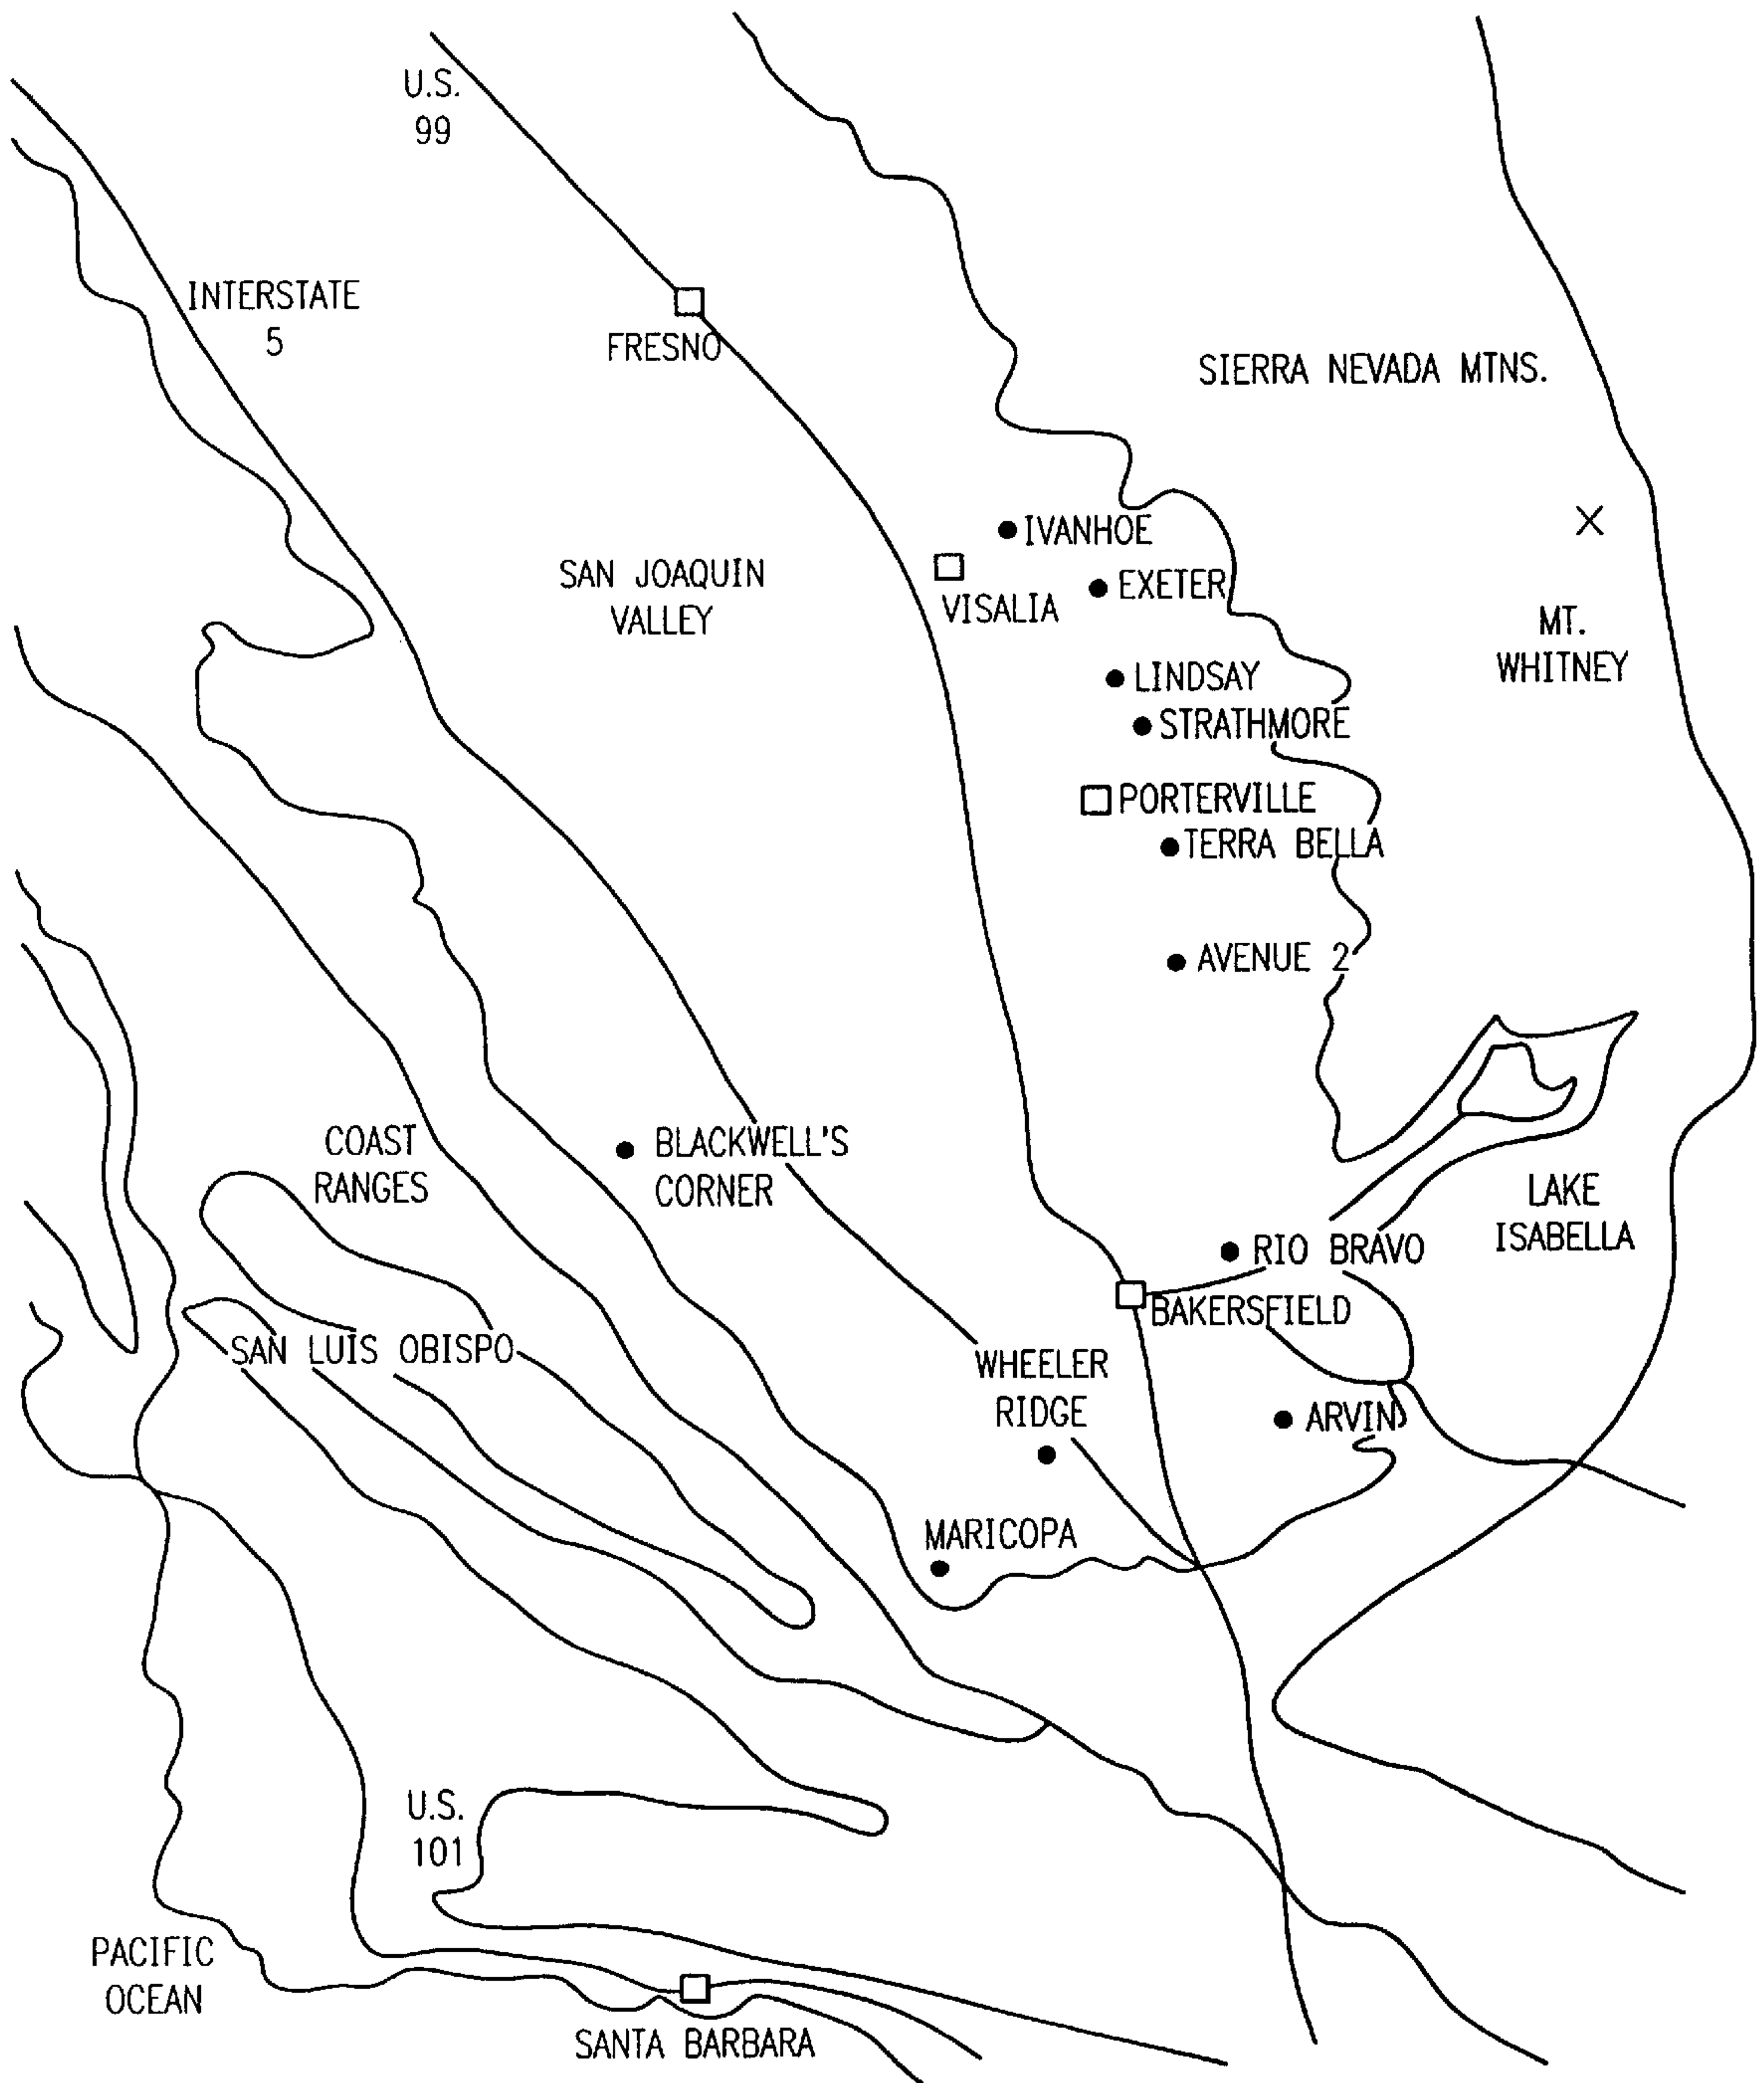 U.S.
99
INTERSTATE
5
FRESNO
SIERRA NEVADA MTNS.
IVANHOE
SAN JOAQUIN
VALLEY
EXETER
VISALIA
MT.
WHITNEY
LINDSAY
STRATHMORE
PORTERVILLE
TERRA BELLA
AVENUE 2
COAST
RANGES
BLACKWELL'S
CORNER
LAKE
ISABELLA
RIO BRAVO
BAKERSFIELD
SAN LUIS OBISPO
WHEELER
RIDGE
ARVIN
MARICOPA
U.S.
101
PACIFIC
OCEAN
SANTA BARBARA